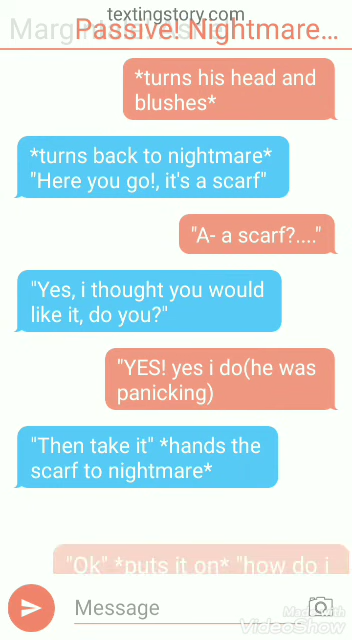 textingstory.com
Passive! Nightmare...
*turns his head and
blushes*
*turns back to nightmare*
"Here you go!, it's a scarf"
"A- a scarf?...."
"Yes, i thought you would
like it, do you?"
"YES! yes i do(he was
panicking)
"Then take it" *hands the
scarf to nightmare*
"Ok" *puts it on* "how do i
Message
Made with
VideoShow